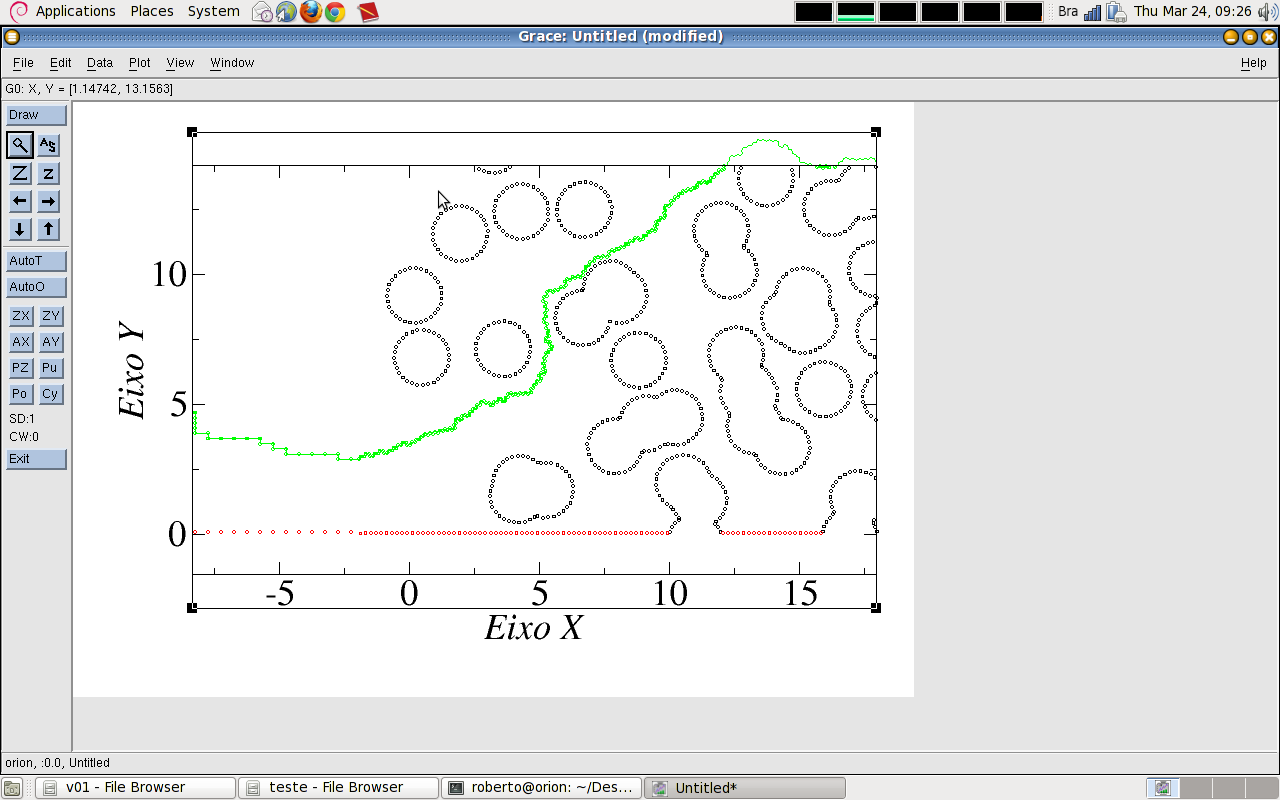 Applications Places System Bra Thu Mar 24, 09:26
Grace: Untitled (modified)
File Edit Data Plot View Window Help
G0: X, Y = [1.14742, 13.1563]
Draw
A S
Z z
AutoT
AutoO
ZX ZY
AX AY
PZ Pu
Po Cy
SD:1
CW:0
Exit
10
5
0
Eixo Y
-5 0 5 10 15
Eixo X
orion, :0.0, Untitled
v01 - File Browser teste - File Browser roberto@orion: ~/Des... Untitled*